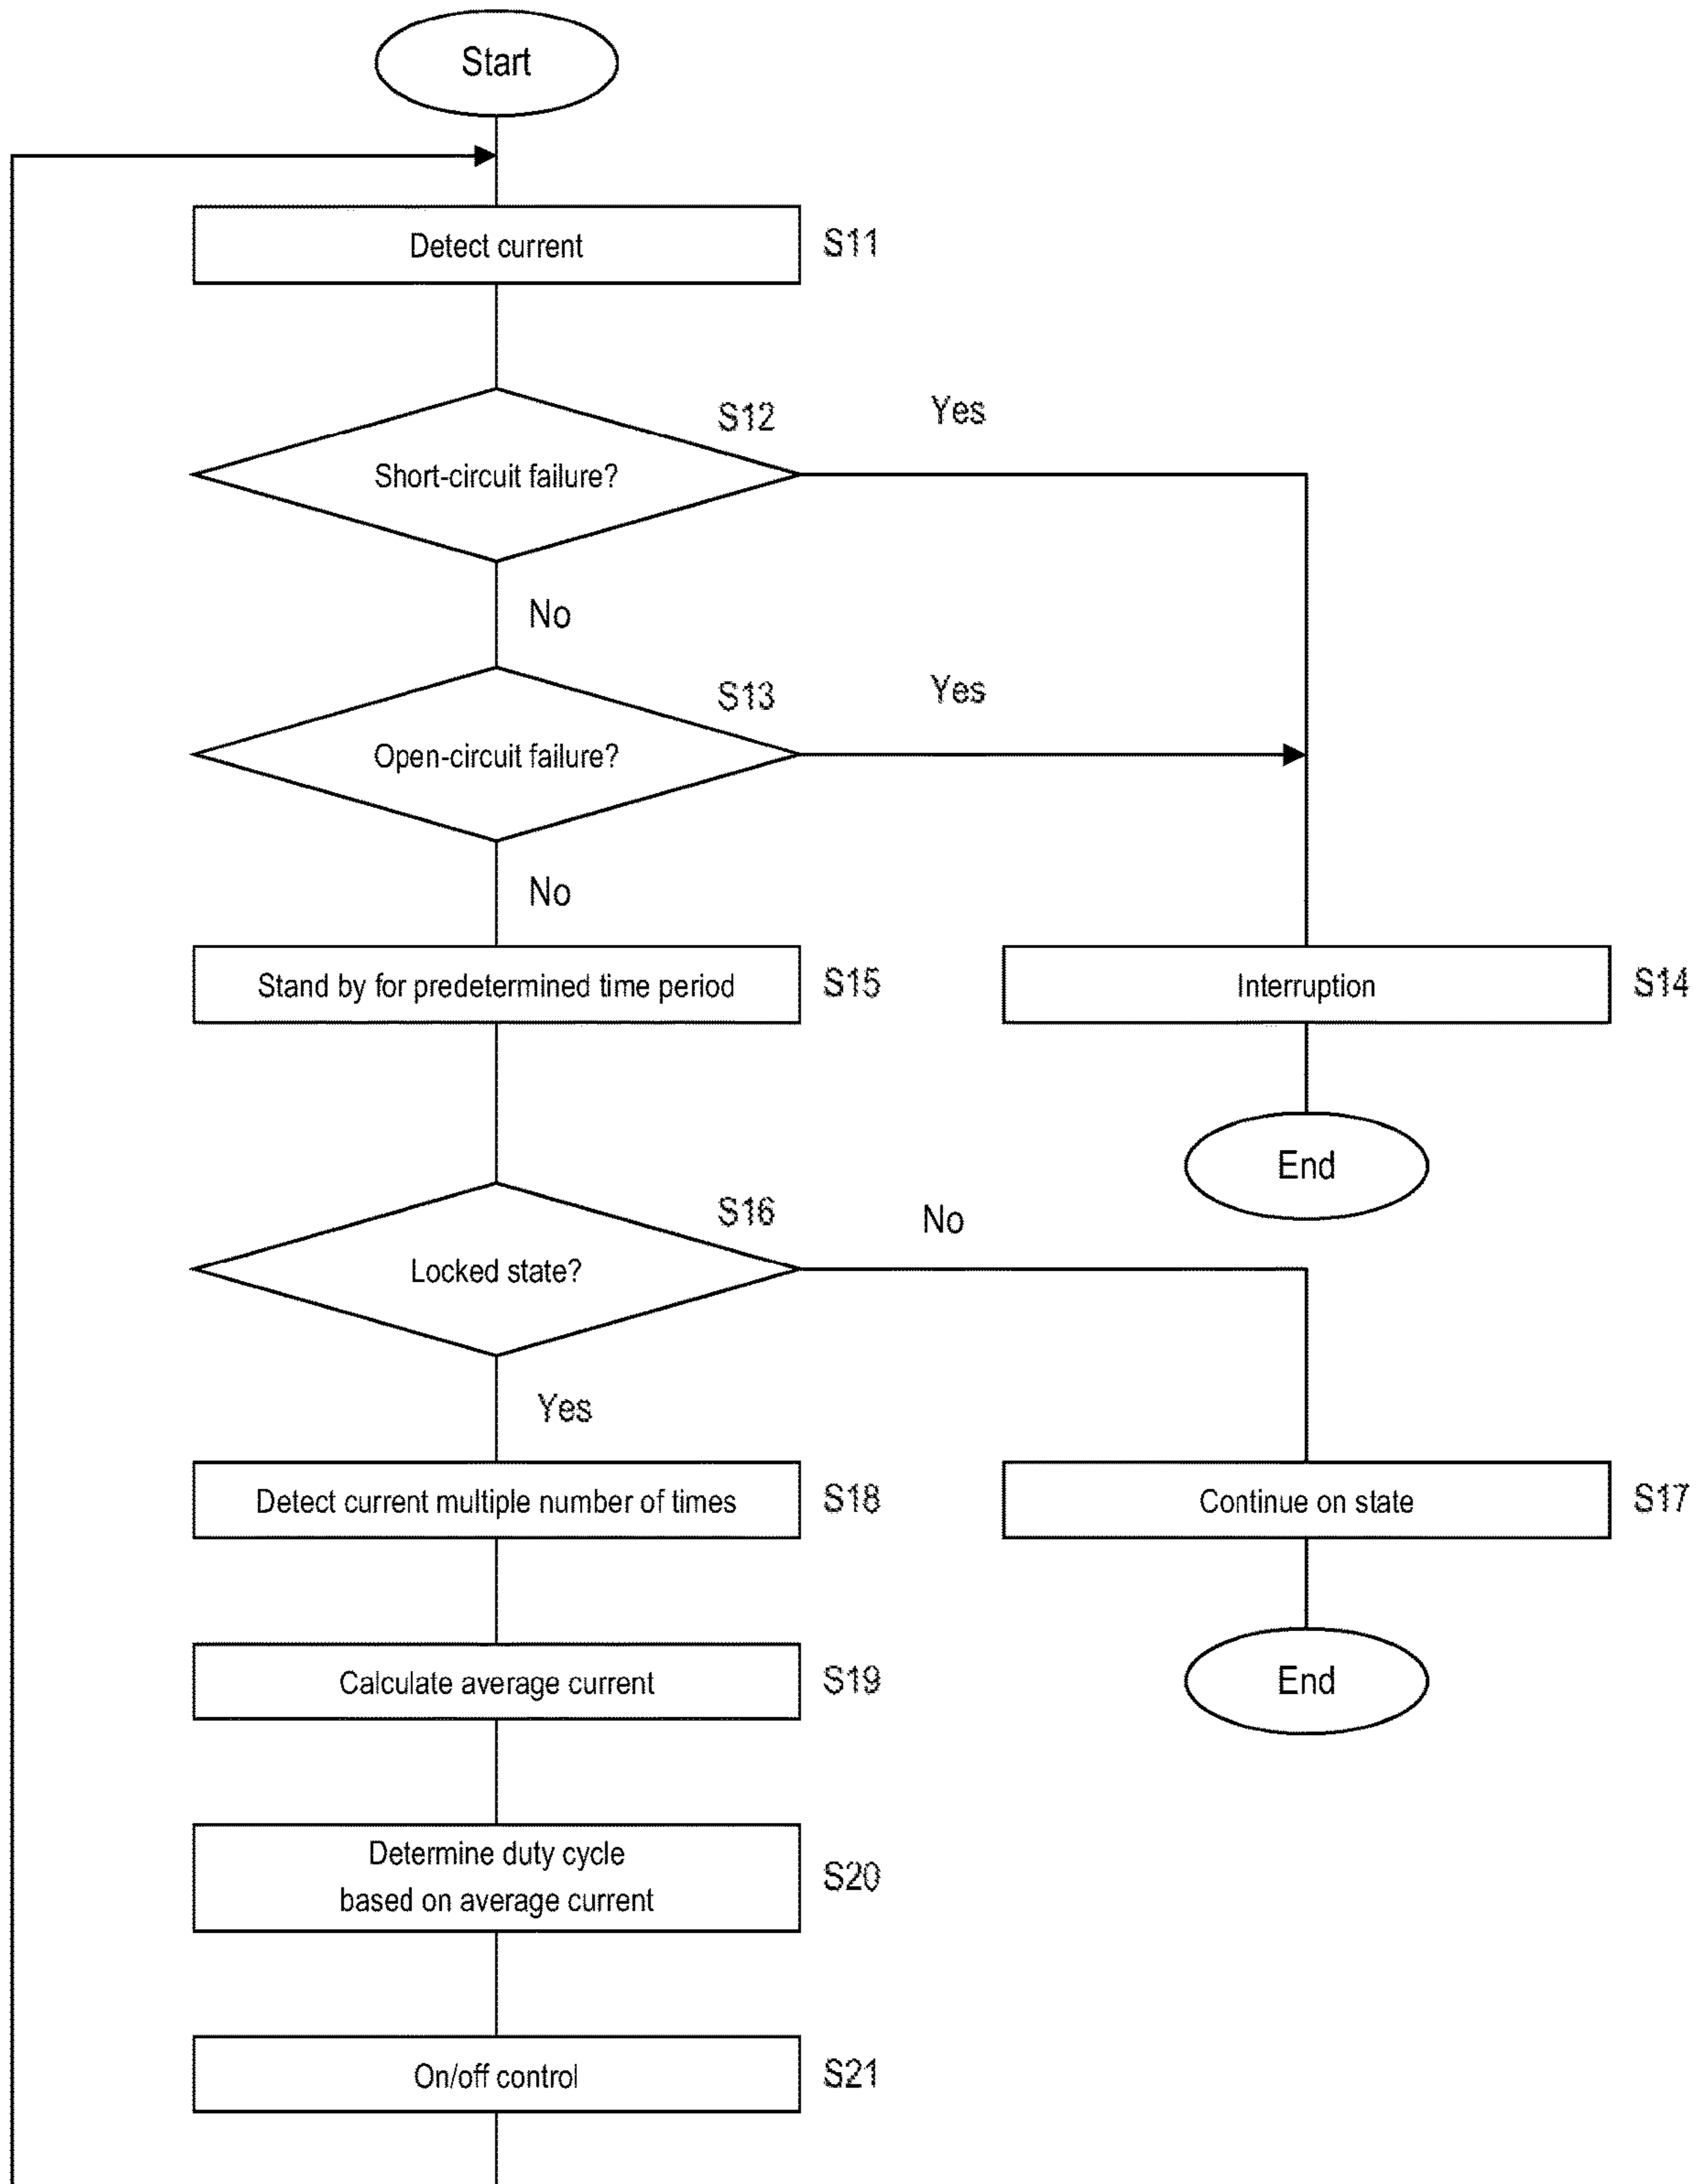 Start
Detect current
S11
Short-circuit failure?
S12
Yes
No
Open-circuit failure?
S13
Yes
No
Stand by for predetermined time period
S15
Interruption
S14
End
Locked state?
S16
No
Yes
Detect current multiple number of times
S18
Continue on state
S17
Calculate average current
S19
End
Determine duty cycle
based on average current
S20
On/off control
S21